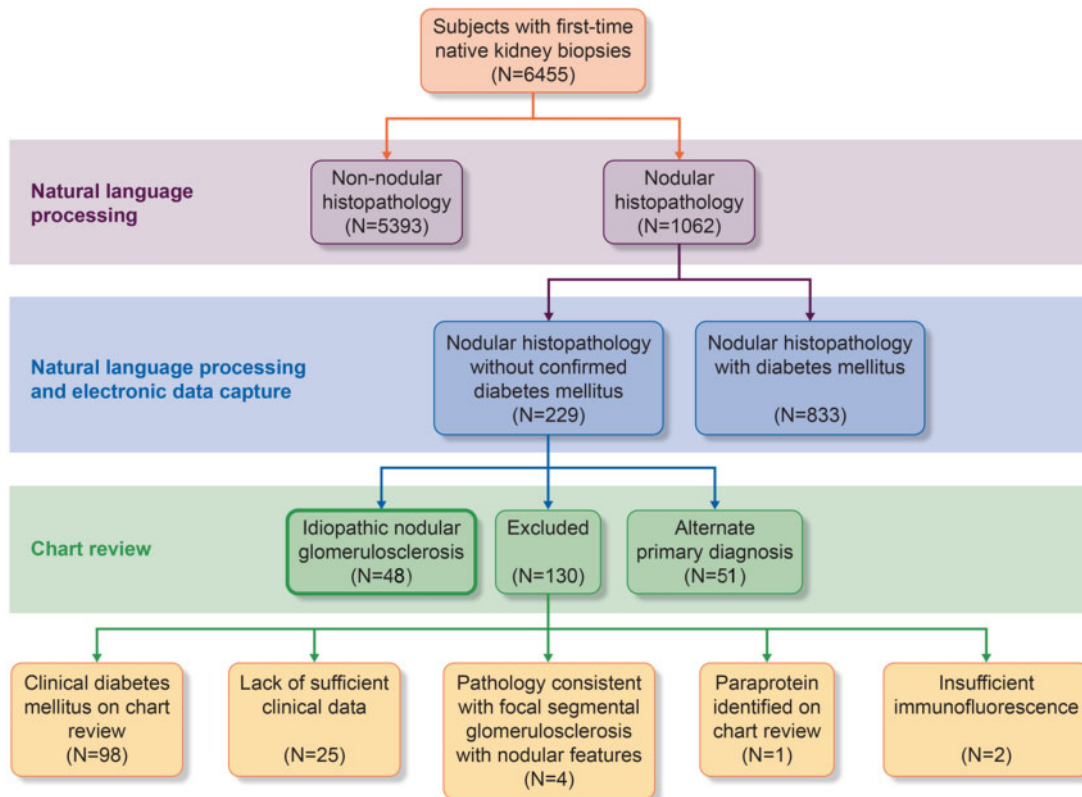 Subjects with first-time
native kidney biopsies
(N=6455)
Natural language
processing
Non-nodular
histopathology
(N=5393)
Nodular
histopathology
(N=1062)
Natural language processing
and electronic data capture
Nodular histopathology
without confirmed
diabetes mellitus
(N=229)
Nodular histopathology
with diabetes mellitus
(N=833)
Chart review
Idiopathic nodular
glomerulosclerosis
(N=48)
Excluded
(N=130)
Alternate
primary diagnosis
(N=51)
Clinical diabetes
mellitus on chart
review
(N=98)
Lack of sufficient
clinical data
(N=25)
Pathology consistent
with focal segmental
glomerulosclerosis
with nodular features
(N=4)
Paraprotein
identified on
chart review
(N=1)
Insufficient
immunofluorescence
(N=2)